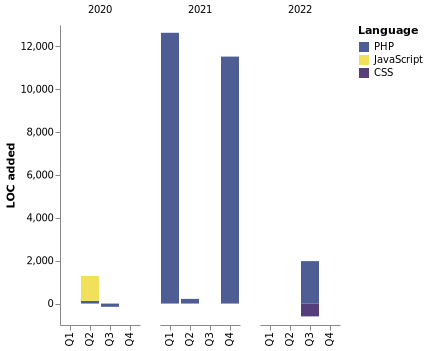 2020 2021 2022
Language
PHP
JavaScript
CSS
LOC added
12,000
10,000
8,000
6,000
4,000
2,000
0
Q1 Q2 Q3 Q4 Q1 Q2 Q3 Q4 Q1 Q2 Q3 Q4